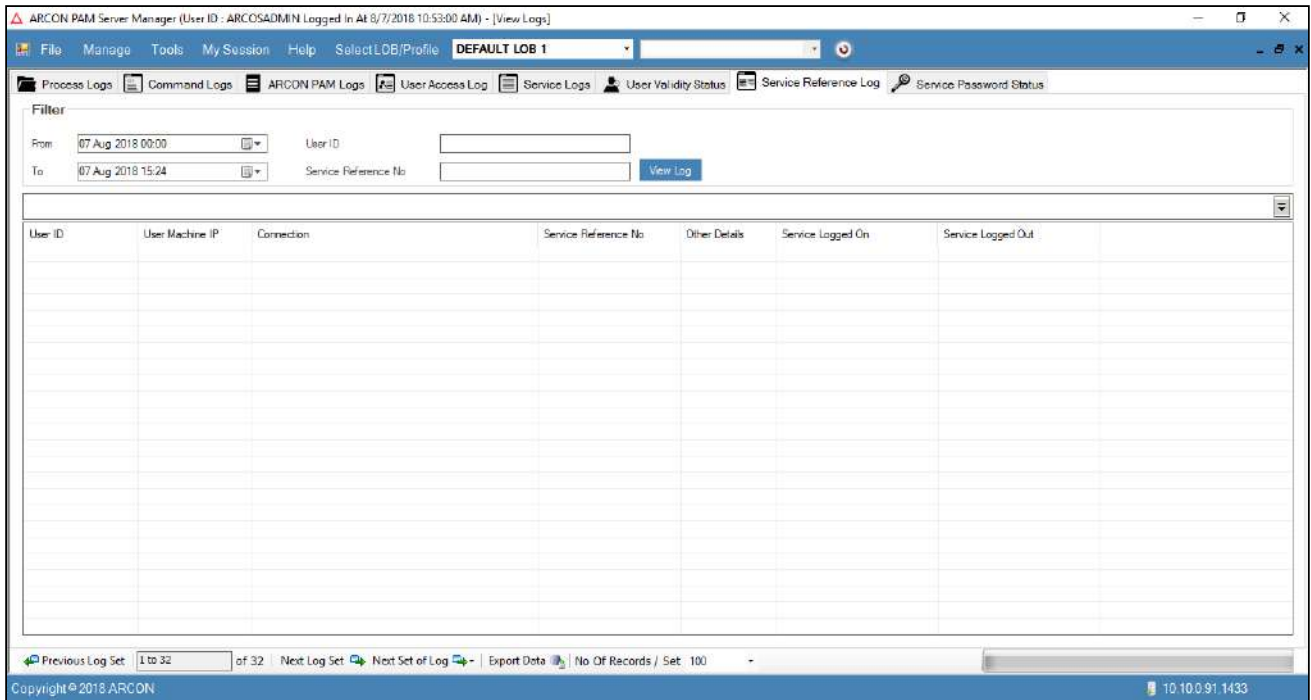 ARCON PAM Server Manager (User ID : ARCOSADMIN Logged In At 8/7/2018 10:53:00 AM) - [View Logs]
File Manage Tools My Session Help Select LOB/Profile DEFAULT LOB 1
Process Logs Command Logs ARCON PAM Logs User Access Log Service Logs User Validity Status Service Reference Log Service Password Status
Filter
From 07 Aug 2018 00:00 User ID
To 07 Aug 2018 15:24 Service Reference No View Log
User ID User Machine IP Connection Service Reference No Other Details Service Logged On Service Logged Out
Previous Log Set 1 to 32 of 32 Next Log Set Next Set of Log Export Data No Of Records / Set 100
Copyright © 2018 ARCON 10.10.0.91,1433